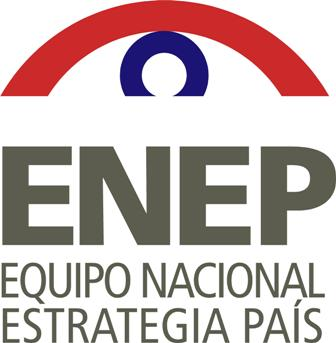 ENEP
EQUIPO NACIONAL
ESTRATEGIA PAÍS